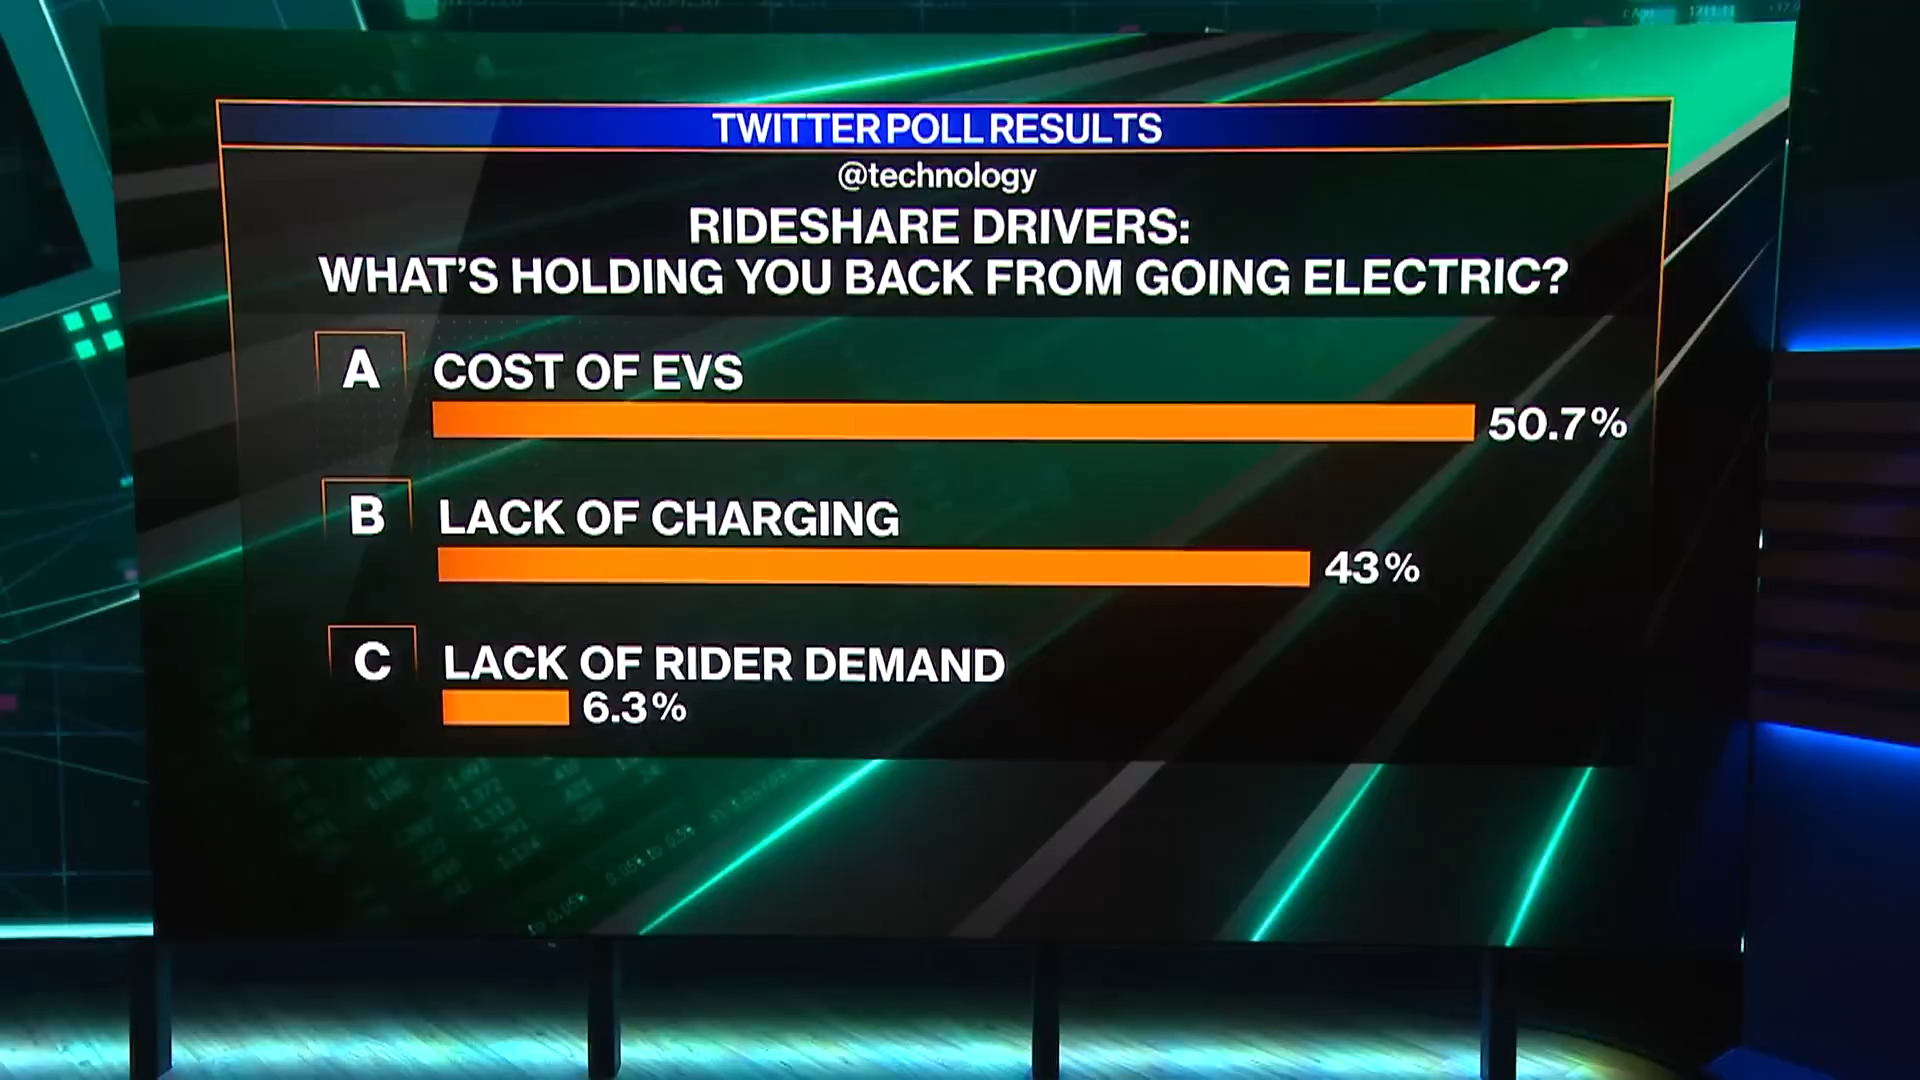 TWITTER POLL RESULTS
@technology
RIDESHARE DRIVERS:
WHAT'S HOLDING YOU BACK FROM GOING ELECTRIC?
A
COST OF EVS
50.7%
B
LACK OF CHARGING
43%
C
LACK OF RIDER DEMAND
6.3%